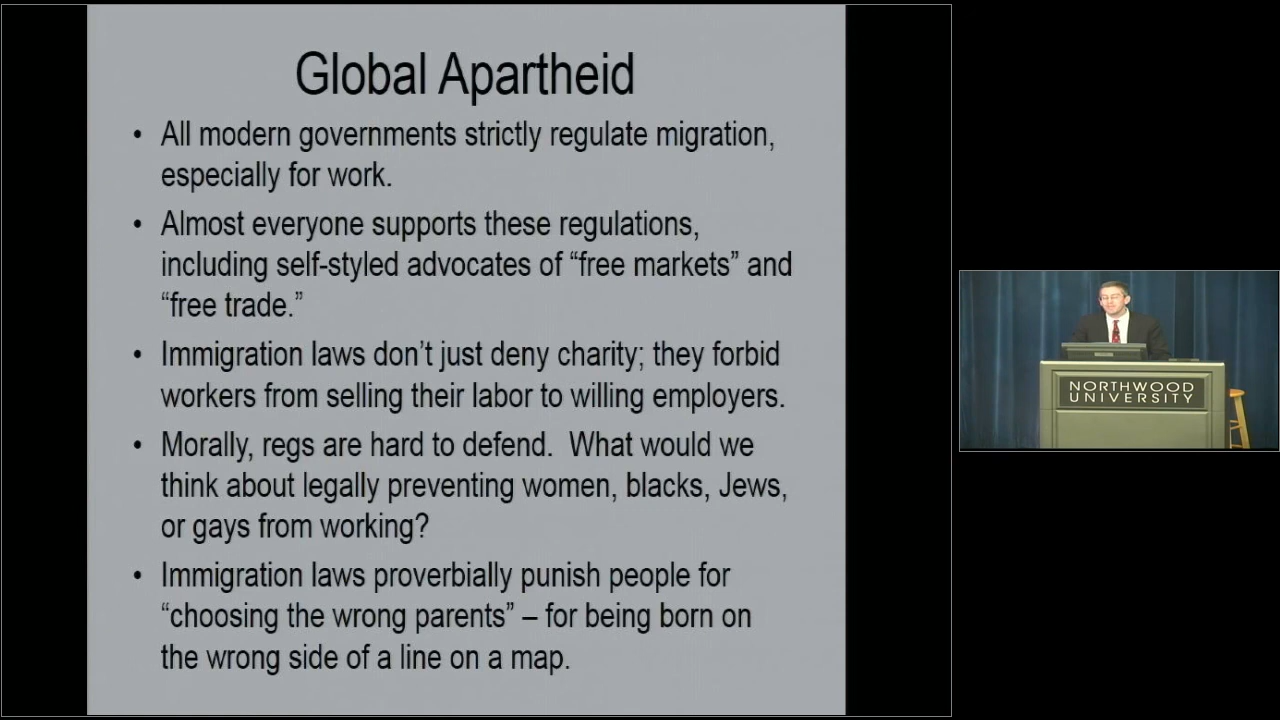 Global Apartheid
• All modern governments strictly regulate migration,
especially for work.
• Almost everyone supports these regulations,
including self-styled advocates of “free markets” and
“free trade.”
• Immigration laws don’t just deny charity; they forbid
workers from selling their labor to willing employers.
• Morally, regs are hard to defend.  What would we
think about legally preventing women, blacks, Jews,
or gays from working?
• Immigration laws proverbially punish people for
“choosing the wrong parents” – for being born on
the wrong side of a line on a map.
NORTHWOOD
UNIVERSITY